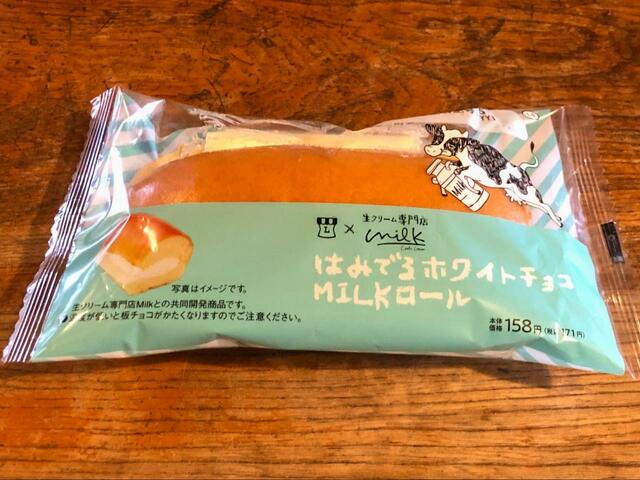 MILK
L × 生クリーム専門店
milk
はみでるホワイトチョコ
MILKロール
写真はイメージです。
生クリーム専門店Milkとの共同開発商品です。
いと板チョコがかたくなりますのでご注意ください。
本体
価格 158円(税込171円)